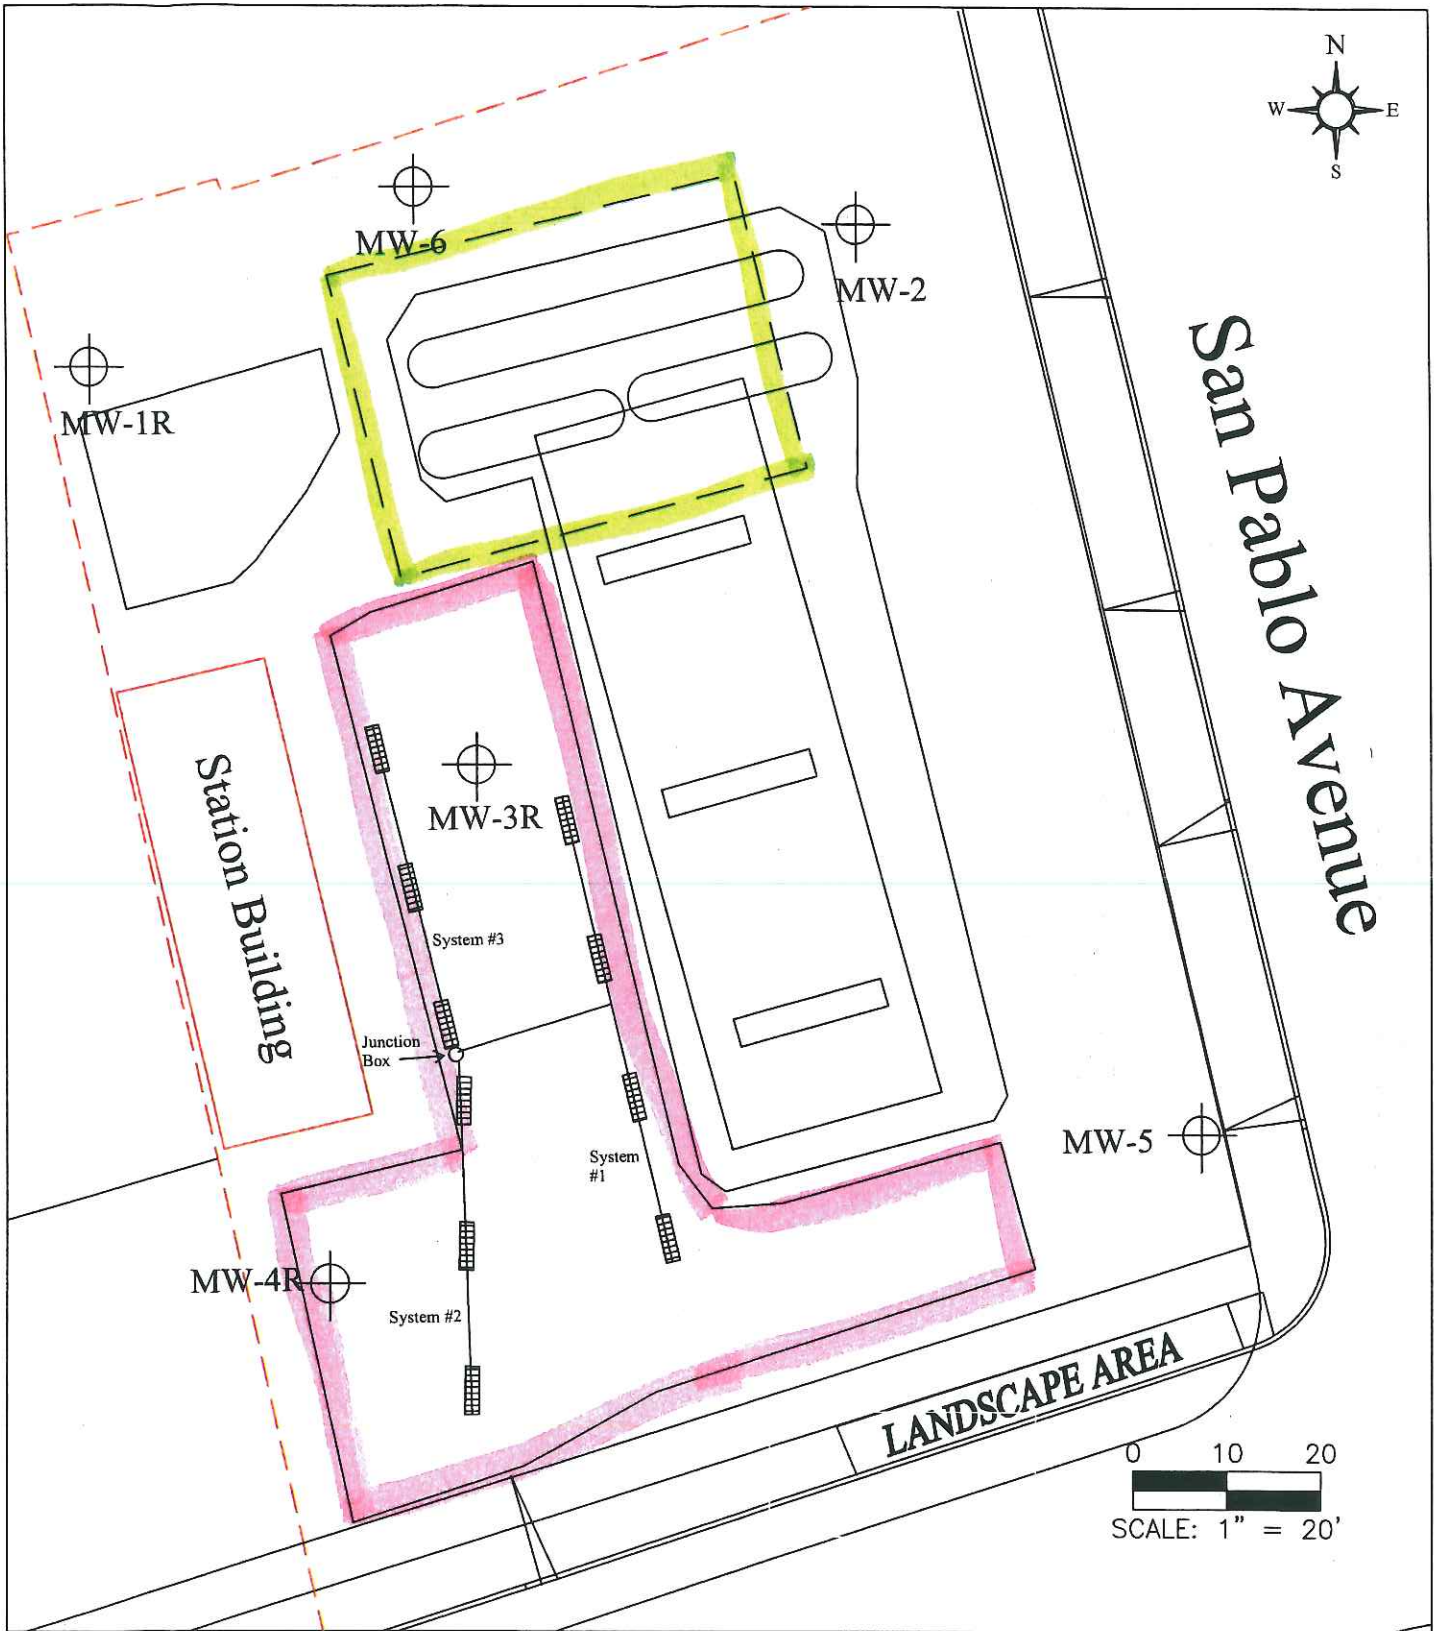 N
W E
S
MW-6
MW-2
MW-1R
San Pablo Avenue
MW-3R
Station Building
System #3
Junction
Box
MW-5
System
#1
MW-4R
System #2
LANDSCAPE AREA
0 10 20
SCALE: 1" = 20'